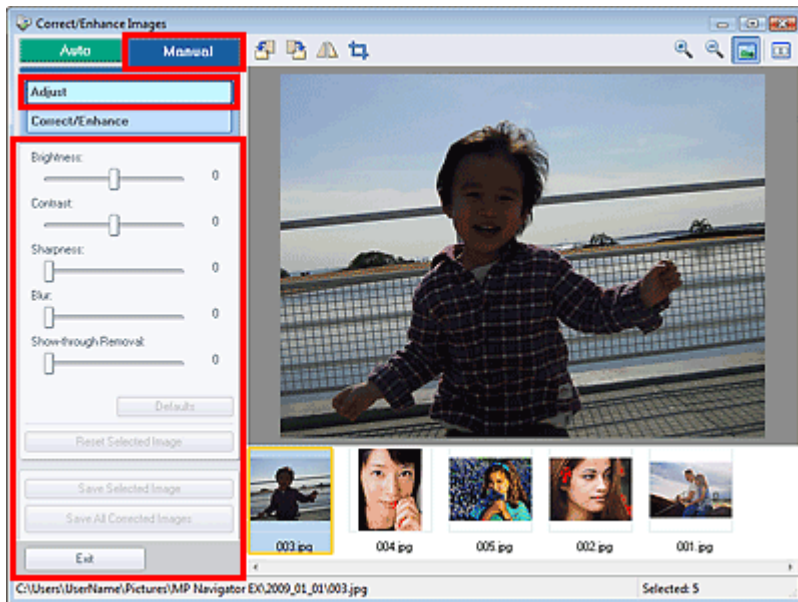 Correct/Enhance Images
Auto
Manual
Adjust
Correct/Enhance
Brightness:
0
Contrast:
0
Sharpness:
0
Blur:
0
Show-through Removal:
0
Defaults
Reset Selected Image
Save Selected Image
Save All Corrected Images
Exit
003.jpg
004.jpg
005.jpg
002.jpg
001.jpg
C:\Users\UserName\Pictures\MP Navigator EX\2009_01_01\003.jpg
Selected: 5